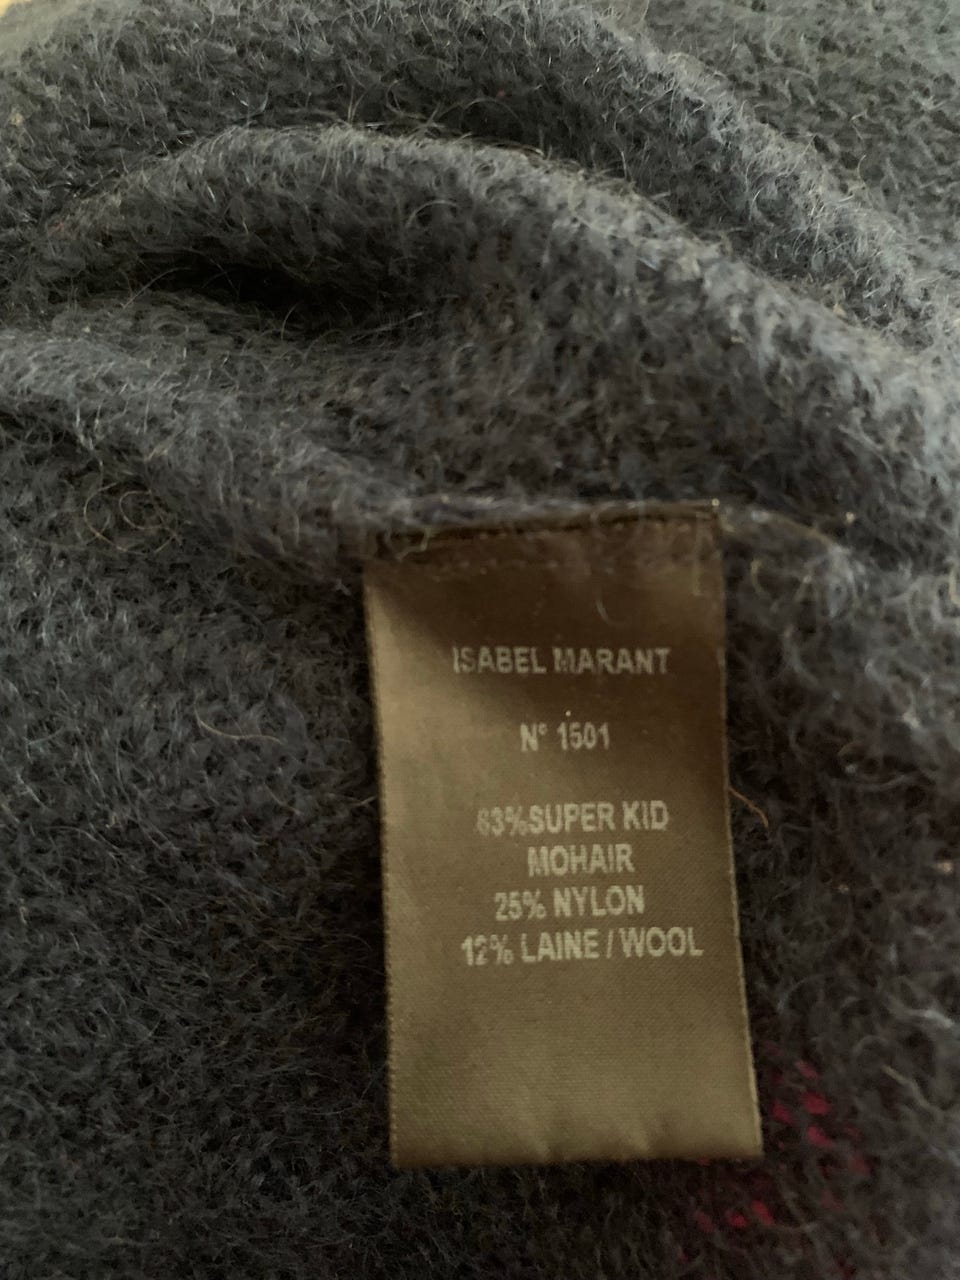 ISABEL MARANT
N° 1501
63%SUPER KID
MOHAIR
25% NYLON
12% LAINE / WOOL